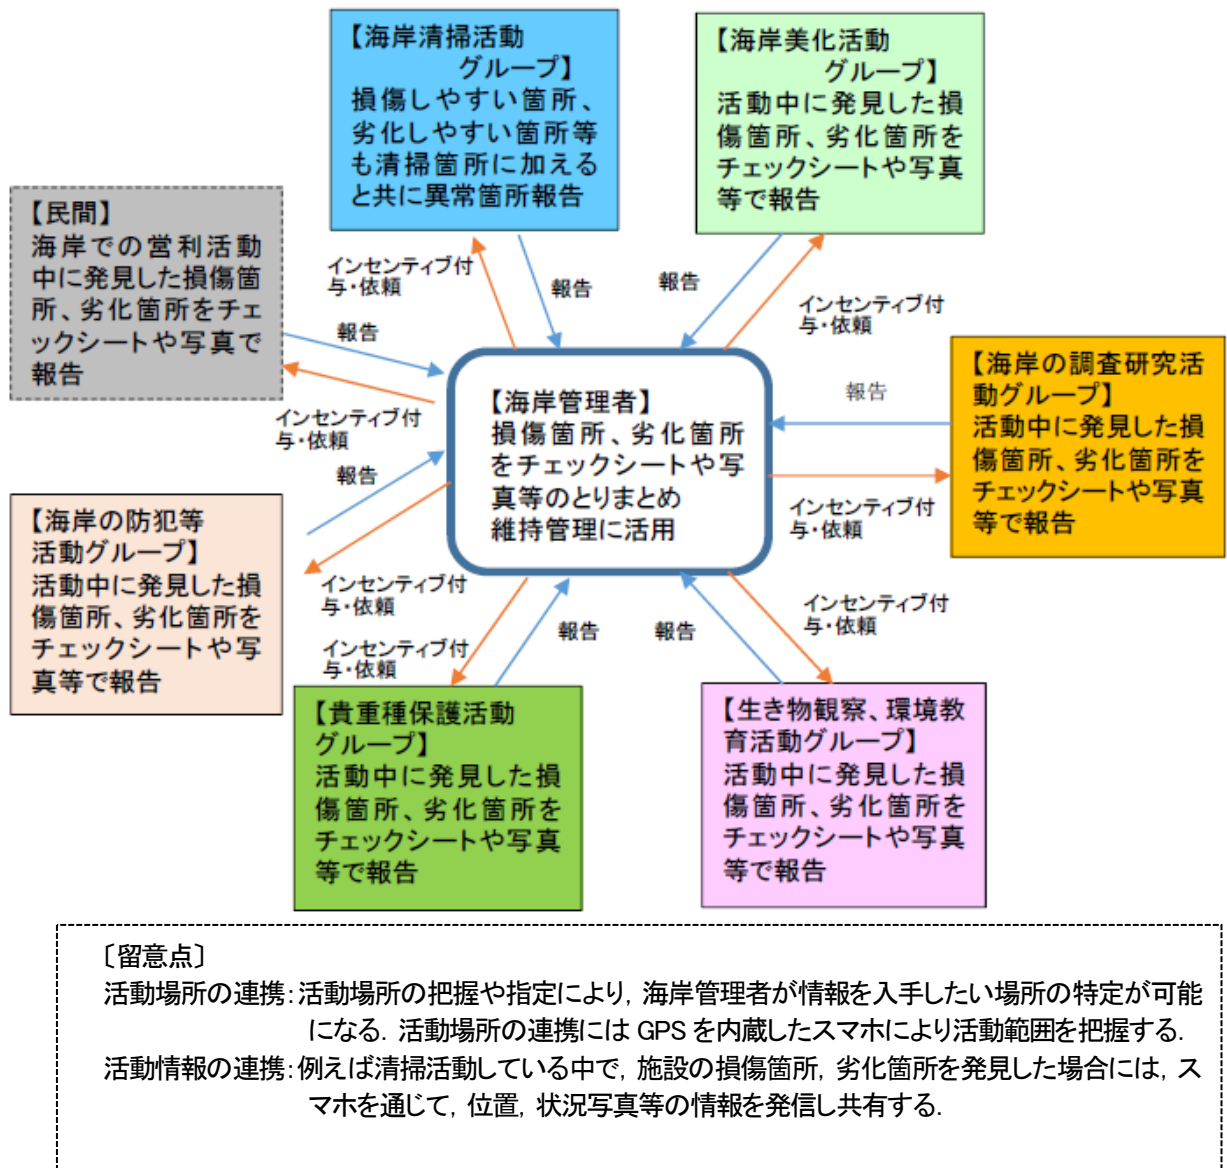 【海岸清掃活動
グループ】
損傷しやすい箇所、
劣化しやすい箇所等
も清掃箇所に加える
と共に異常箇所報告
【海岸美化活動
グループ】
活動中に発見した損
傷箇所、劣化箇所を
チェックシートや写真
等で報告
【民間】
海岸での営利活動
中に発見した損傷箇
所、劣化箇所をチェ
ックシートや写真で
報告
インセンティブ付
与・依頼
報告
報告
インセンティブ付
与・依頼
報告
インセンティブ付
与・依頼
【海岸管理者】
損傷箇所、劣化箇所
をチェックシートや写
真等のとりまとめ
維持管理に活用
報告
インセンティブ付
与・依頼
【海岸の調査研究活
動グループ】
活動中に発見した損
傷箇所、劣化箇所を
チェックシートや写真
等で報告
報告
インセンティブ付
与・依頼
【海岸の防犯等
活動グループ】
活動中に発見した損
傷箇所、劣化箇所を
チェックシートや写
真等で報告
インセンティブ付
与・依頼
報告
報告
インセンティブ付
与・依頼
【貴重種保護活動
グループ】
活動中に発見した損
傷箇所、劣化箇所を
チェックシートや写真
等で報告
【生き物観察、環境教
育活動グループ】
活動中に発見した損
傷箇所、劣化箇所を
チェックシートや写真
等で報告
〔留意点〕
活動場所の連携：活動場所の把握や指定により，海岸管理者が情報を入手したい場所の特定が可能
になる．活動場所の連携には GPS を内蔵したスマホにより活動範囲を把握する．
活動情報の連携：例えば清掃活動している中で，施設の損傷箇所，劣化箇所を発見した場合には，ス
マホを通じて，位置，状況写真等の情報を発信し共有する．